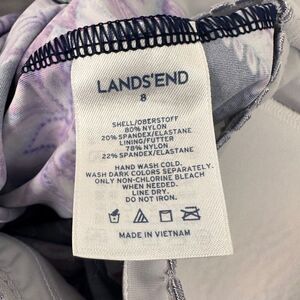 LANDS'END
8
SHELL/OBERSTOFF
80% NYLON
20% SPANDEX/ELASTANE
LINING/FUTTER
78% NYLON
22% SPANDEX/ELASTANE
HAND WASH COLD.
WASH DARK COLORS SEPARATELY.
ONLY NON-CHLORINE BLEACH
WHEN NEEDED.
LINE DRY.
DO NOT IRON.
MADE IN VIETNAM